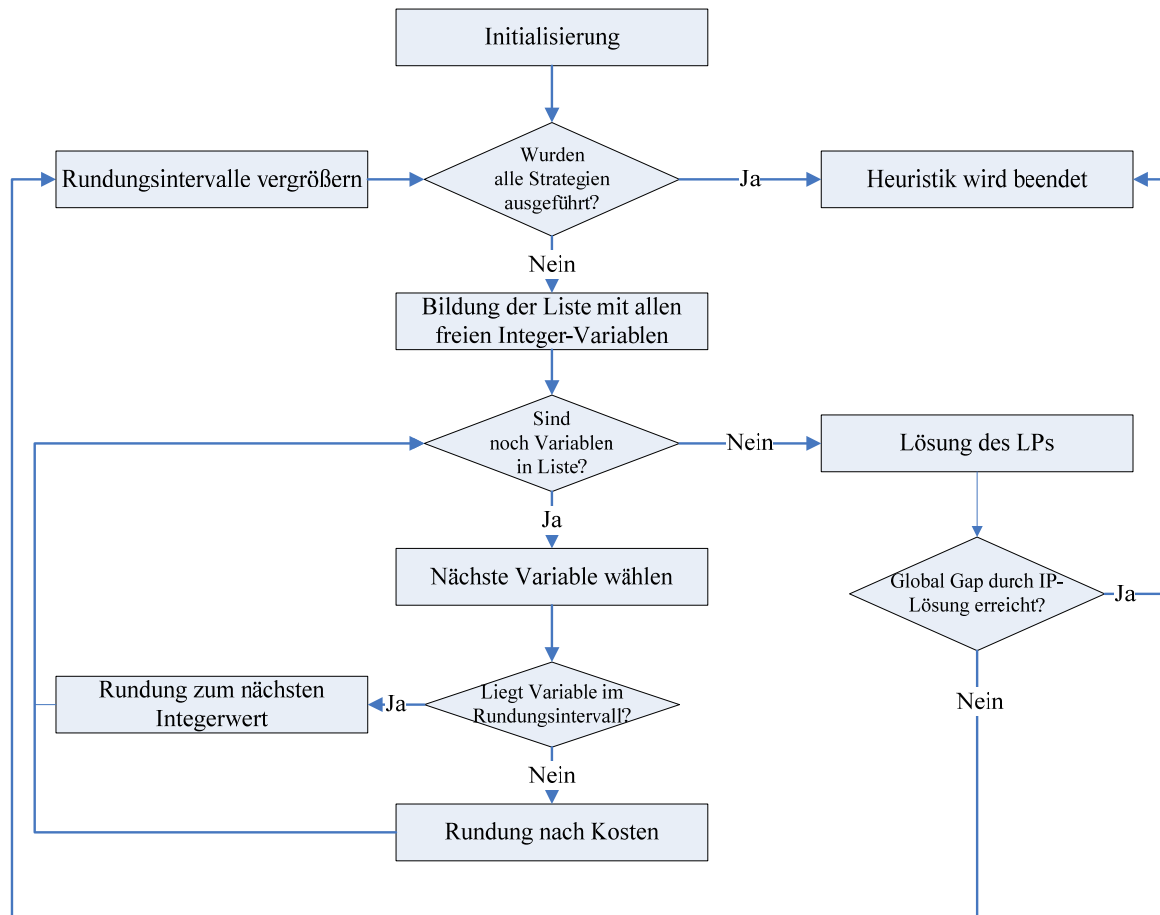 Initialisierung
Wurden
alle Strategien
ausgeführt?
Rundungsintervalle vergrößern
Ja
Heuristik wird beendet
Nein
Bildung der Liste mit allen
freien Integer-Variablen
Sind
noch Variablen
in Liste?
Nein
Lösung des LPs
Ja
Nächste Variable wählen
Global Gap durch IP-
Lösung erreicht?
Ja
Rundung zum nächsten
Integerwert
Ja
Liegt Variable im
Rundungsintervall?
Nein
Nein
Rundung nach Kosten